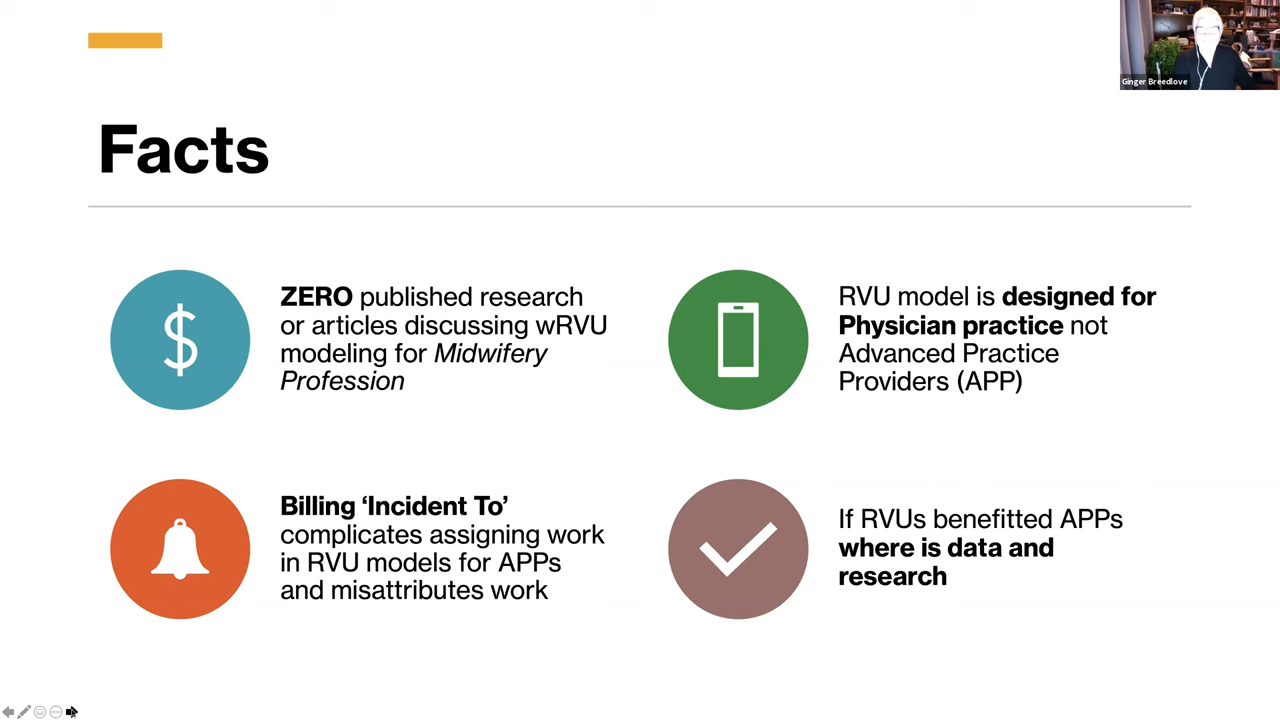 Ginger Breedlove
Facts
$
ZERO published research
or articles discussing wRVU
modeling for Midwifery
Profession
RVU model is designed for
Physician practice not
Advanced Practice
Providers (APP)
Billing ‘Incident To’
complicates assigning work
in RVU models for APPs
and misattributes work
If RVUs benefitted APPs
where is data and
research